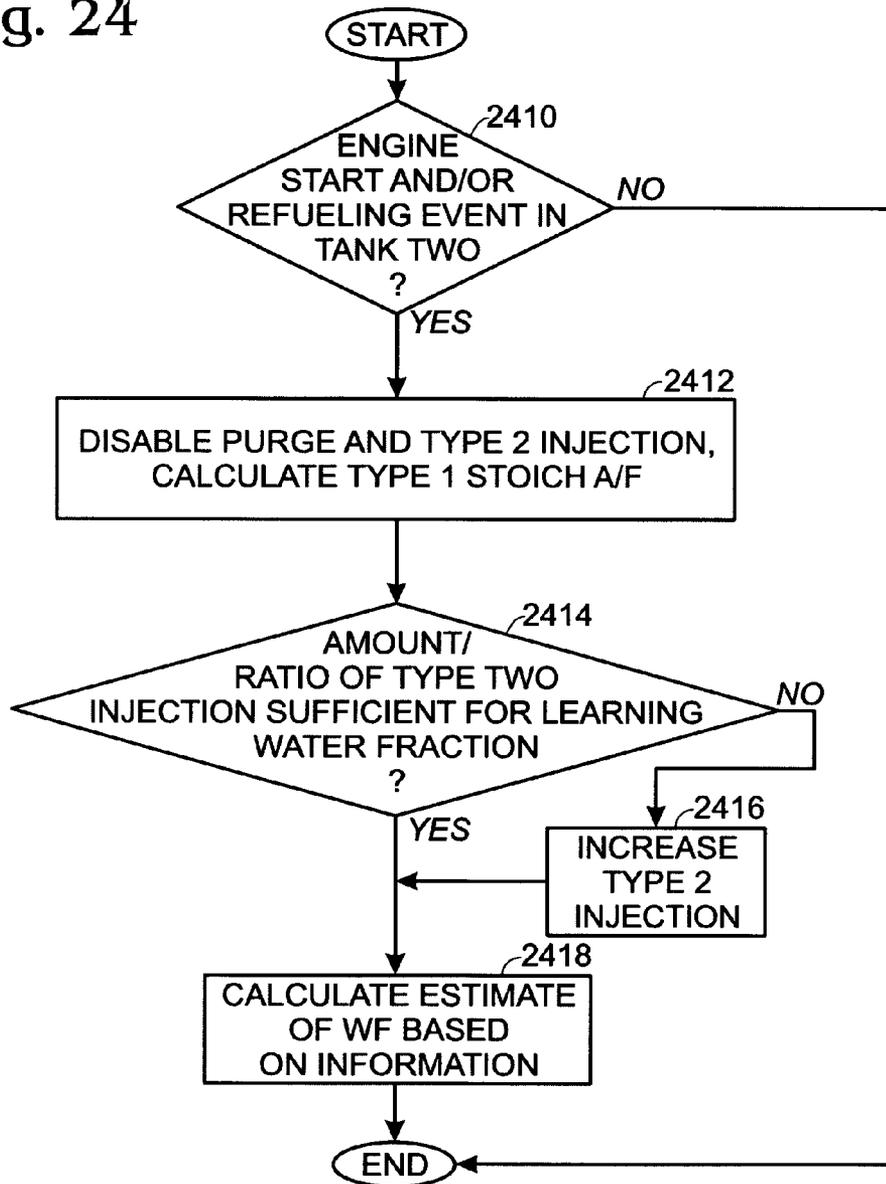 g. 24
START
2410
ENGINE
START AND/OR
REFUELING EVENT IN
TANK TWO
?
NO
YES
2412
DISABLE PURGE AND TYPE 2 INJECTION,
CALCULATE TYPE 1 STOICH A/F
2414
AMOUNT/
RATIO OF TYPE TWO
INJECTION SUFFICIENT FOR LEARNING
WATER FRACTION
?
NO
YES
2416
INCREASE
TYPE 2
INJECTION
2418
CALCULATE ESTIMATE
OF WF BASED
ON INFORMATION
END